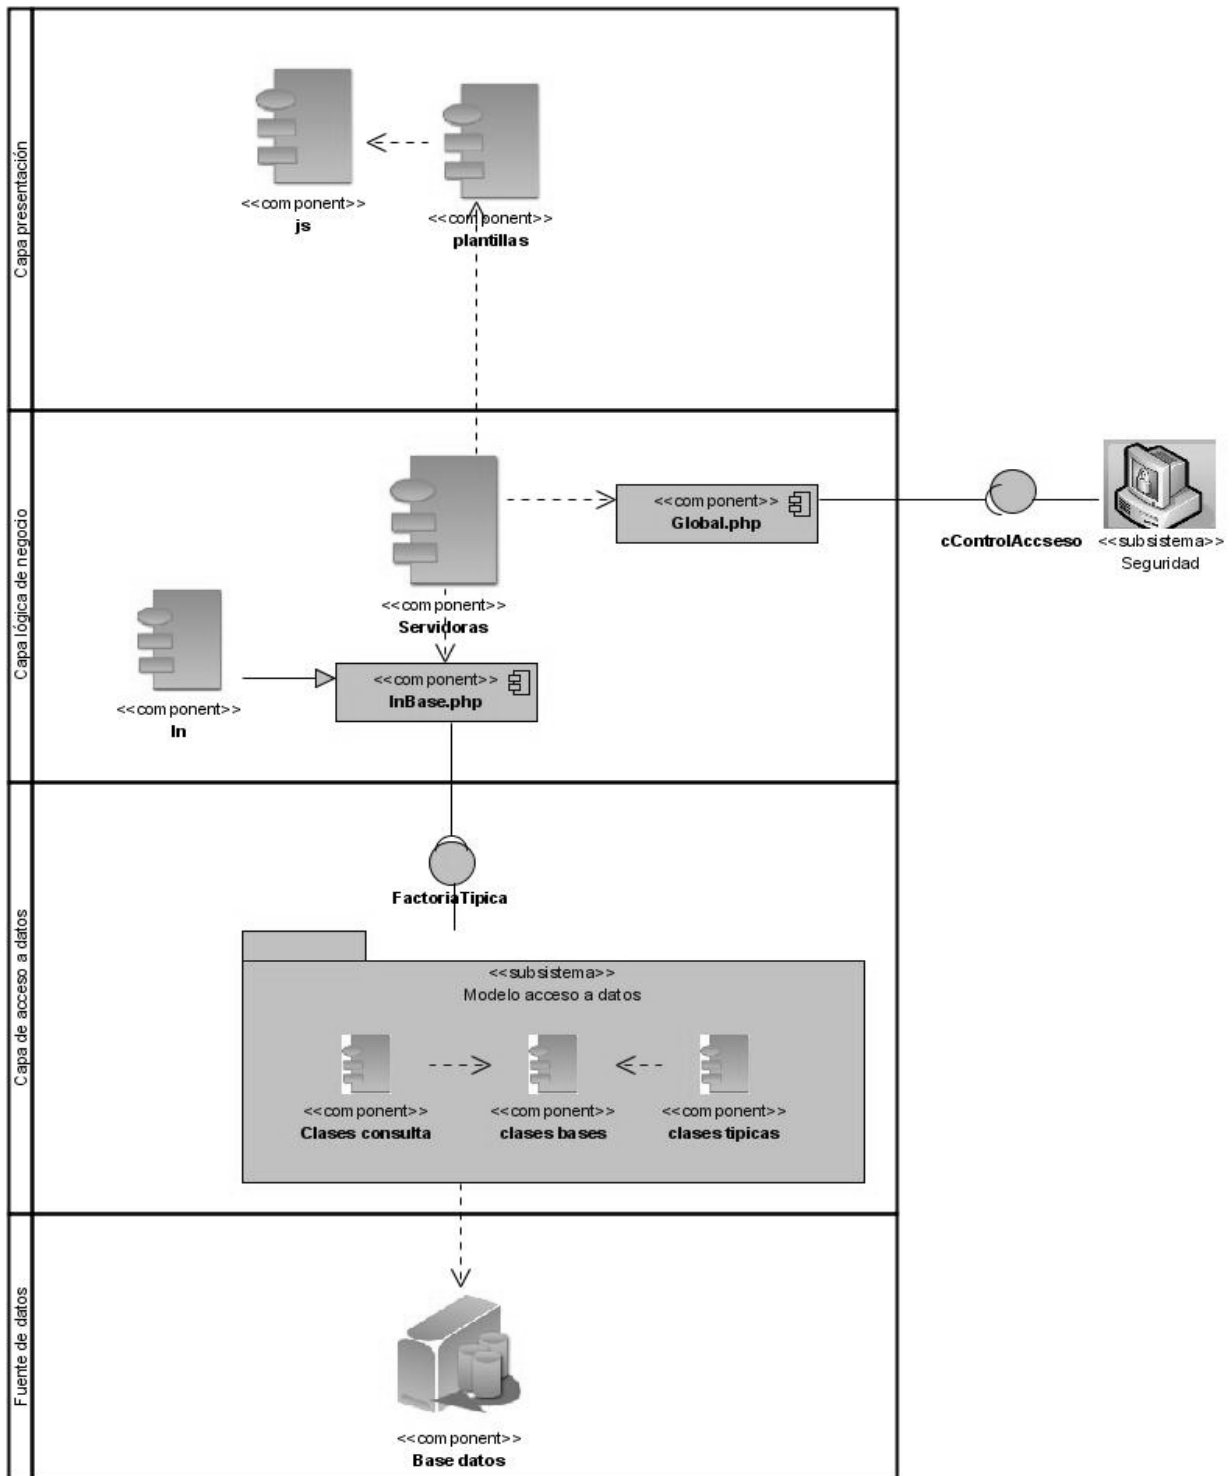 Capa presentación
<<component>>
js
<<component>>
plantillas
Capa lógica de negocio
<<component>>
Servidoras
<<component>>
Global.php
cControlAccseso
<<subsistema>>
Seguridad
<<component>>
In
<<component>>
InBase.php
Capa de acceso a datos
FactoriaTipica
<<subsistema>>
Modelo acceso a datos
<<component>>
Clases consulta
<<component>>
clases bases
<<component>>
clases tipicas
Fuente de datos
<<component>>
Base datos